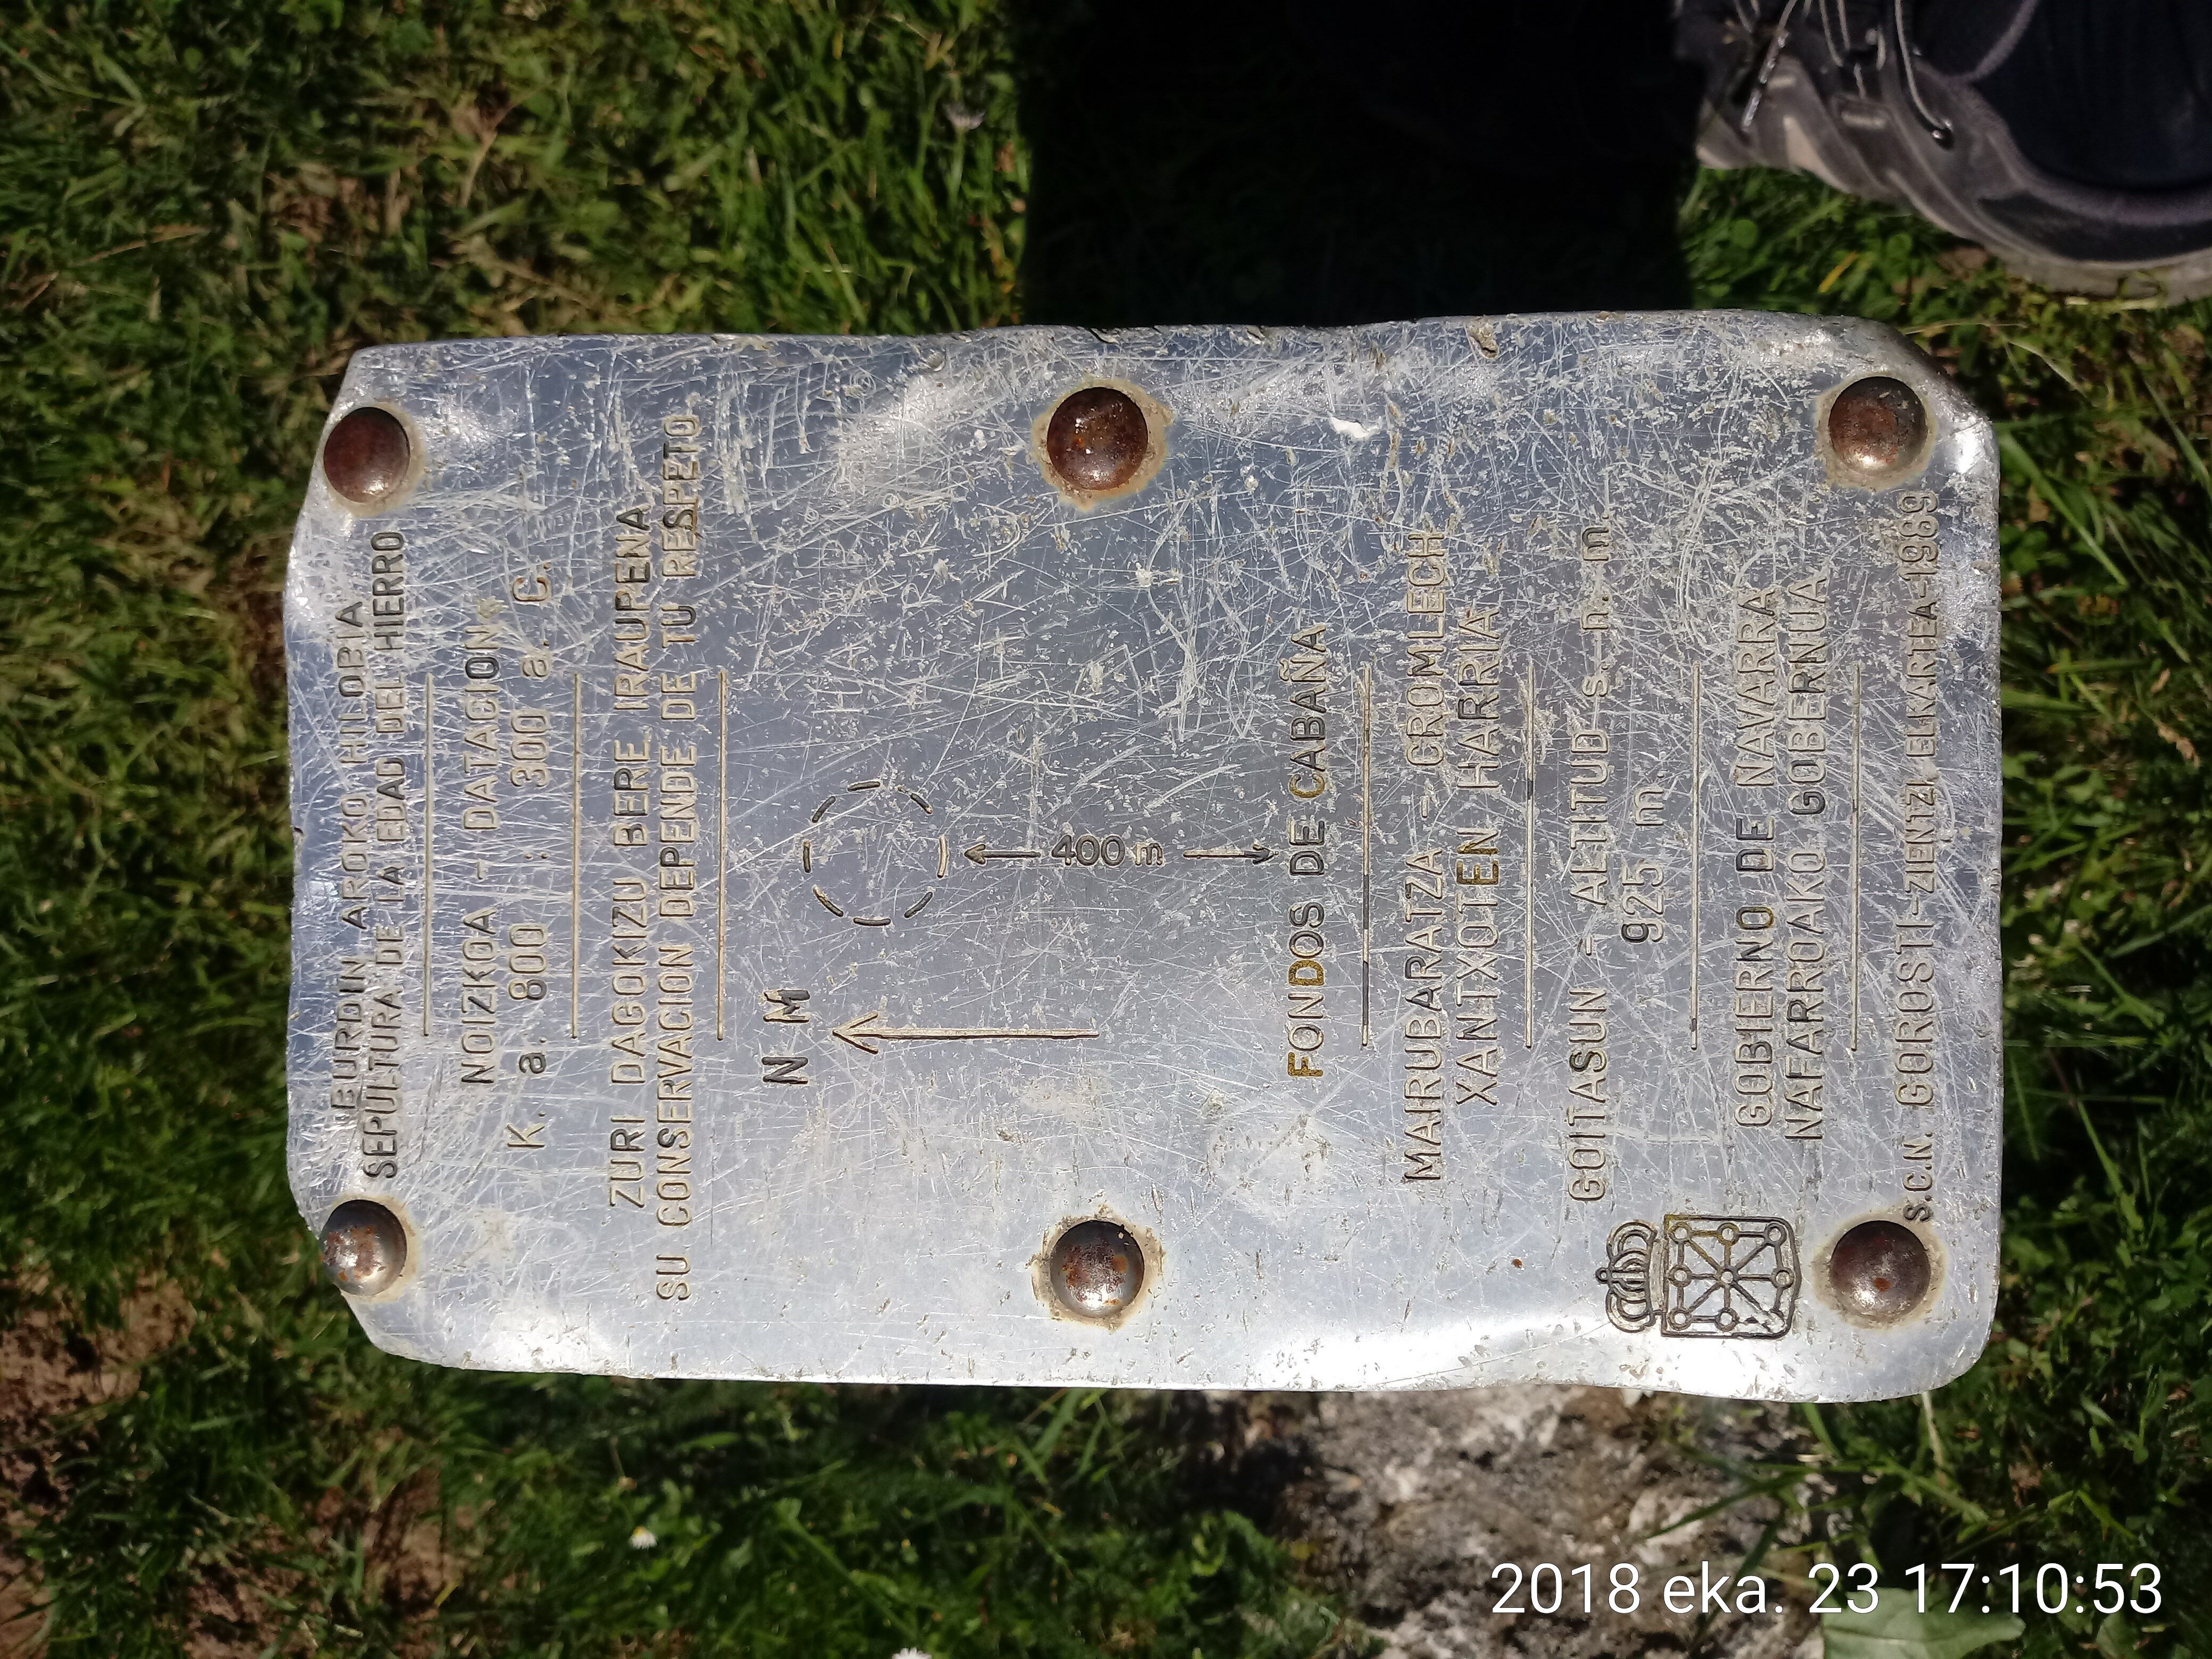 BURDIN AROKO HILOBIA
SEPULTURA DE LA EDAD DEL HIERRO
NOIZKOA - DATACION
K. a. 800 : 300 a. C.
ZURI DAGOKIZU BERE IRAUPENA
SU CONSERVACION DEPENDE DE TU RESPETO
N M
400 m
FONDOS DE CABAÑA
MAIRUBARATZA - CROMLECH
XANTXOTEN HARRIA
GOITASUN - ALTITUD s. n. m.
925 m.
GOBIERNO DE NAVARRA
NAFARROAKO GOBERNUA
S.C.N. GOROSTI-ZIENTZI ELKARTEA-1989
2018 eka. 23 17:10:53